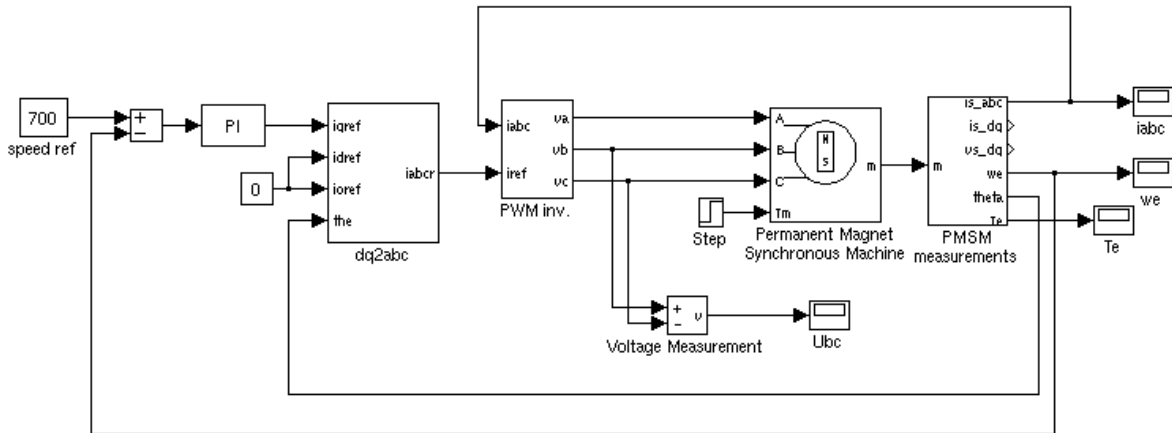 700
speed ref
+
−
PI
iqref
idref
ioref
the
iabcr
dq2abc
0
iabc
iref
va
vb
vc
PWM inv.
Step
A
B
C
Tm
N
S
m
Permanent Magnet
Synchronous Machine
m
is_abc
is_dq
vs_dq
we
theta
Te
PMSM
measurements
iabc
we
Te
+
−
v
Voltage Measurement
Ubc